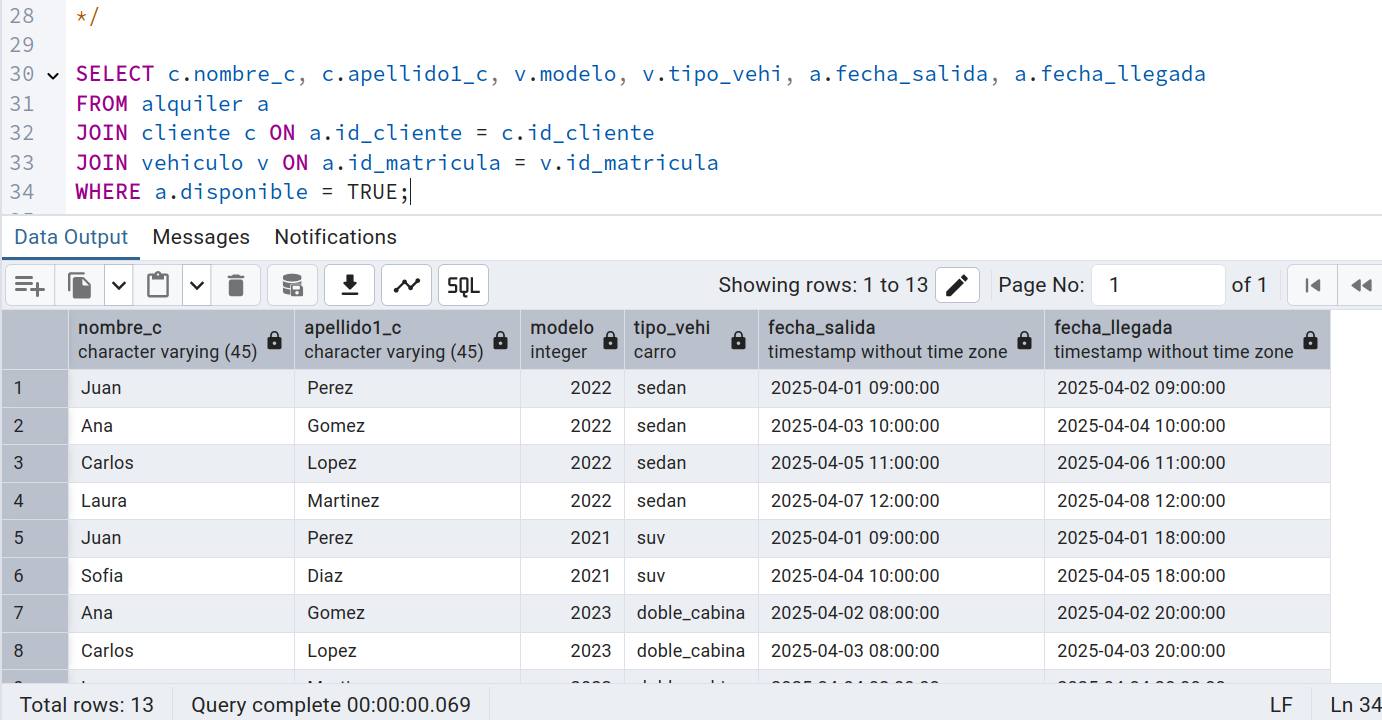 28 */
29
30 SELECT c.nombre_c, c.apellido1_c, v.modelo, v.tipo_vehi, a.fecha_salida, a.fecha_llegada
31 FROM alquiler a
32 JOIN cliente c ON a.id_cliente = c.id_cliente
33 JOIN vehiculo v ON a.id_matricula = v.id_matricula
34 WHERE a.disponible = TRUE;
Data Output Messages Notifications
SQL Showing rows: 1 to 13 Page No: 1 of 1
nombre_c apellido1_c modelo tipo_vehi fecha_salida fecha_llegada
character varying (45) character varying (45) integer carro timestamp without time zone timestamp without time zone
1 Juan Perez 2022 sedan 2025-04-01 09:00:00 2025-04-02 09:00:00
2 Ana Gomez 2022 sedan 2025-04-03 10:00:00 2025-04-04 10:00:00
3 Carlos Lopez 2022 sedan 2025-04-05 11:00:00 2025-04-06 11:00:00
4 Laura Martinez 2022 sedan 2025-04-07 12:00:00 2025-04-08 12:00:00
5 Juan Perez 2021 suv 2025-04-01 09:00:00 2025-04-01 18:00:00
6 Sofia Diaz 2021 suv 2025-04-04 10:00:00 2025-04-05 18:00:00
7 Ana Gomez 2023 doble_cabina 2025-04-02 08:00:00 2025-04-02 20:00:00
8 Carlos Lopez 2023 doble_cabina 2025-04-03 08:00:00 2025-04-03 20:00:00
Total rows: 13 Query complete 00:00:00.069 LF Ln 34